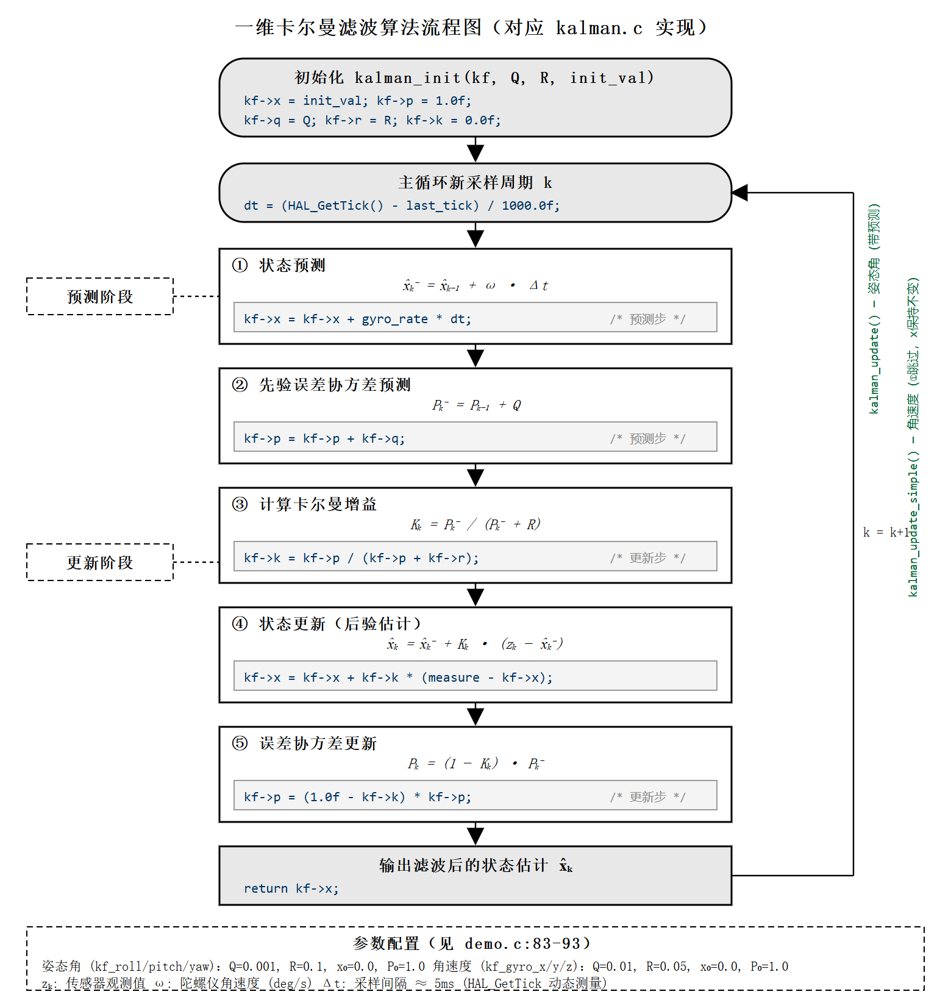 一维卡尔曼滤波算法流程图（对应 kalman.c 实现）
初始化 kalman_init(kf, Q, R, init_val)
kf->x = init_val; kf->p = 1.0f;
kf->q = Q; kf->r = R; kf->k = 0.0f;
主循环新采样周期 k
dt = (HAL_GetTick() - last_tick) / 1000.0f;
① 状态预测
x̂ₖ⁻ = x̂ₖ₋₁ + ω • Δt
kf->x = kf->x + gyro_rate * dt; /* 预测步 */
预测阶段
② 先验误差协方差预测
Pₖ⁻ = Pₖ₋₁ + Q
kf->p = kf->p + kf->q; /* 预测步 */
③ 计算卡尔曼增益
Kₖ = Pₖ⁻ / (Pₖ⁻ + R)
kf->k = kf->p / (kf->p + kf->r); /* 更新步 */
更新阶段
④ 状态更新（后验估计）
x̂ₖ = x̂ₖ⁻ + Kₖ • (zₖ − x̂ₖ⁻)
kf->x = kf->x + kf->k * (measure - kf->x);
⑤ 误差协方差更新
Pₖ = (1 − Kₖ) • Pₖ⁻
kf->p = (1.0f - kf->k) * kf->p; /* 更新步 */
输出滤波后的状态估计 x̂ₖ
return kf->x;
kalman_update() − 姿态角 (带预测)
kalman_update_simple() − 角速度 (①跳过, x保持不变)
k = k+1
参数配置（见 demo.c:83-93）
姿态角 (kf_roll/pitch/yaw)：Q=0.001, R=0.1, x₀=0.0, P₀=1.0 角速度 (kf_gyro_x/y/z)：Q=0.01, R=0.05, x₀=0.0, P₀=1.0
zₖ: 传感器观测值 ω: 陀螺仪角速度 (deg/s) Δt: 采样间隔 ≈ 5ms (HAL_GetTick 动态测量)